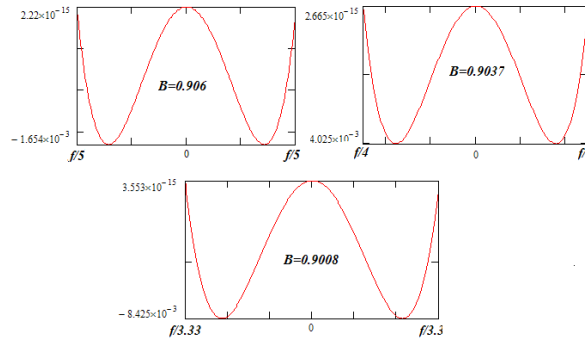 2.22×10⁻¹⁵
B=0.906
−1.654×10⁻³
f/5 0 f/5
2.665×10⁻¹⁵
B=0.9037
4.025×10⁻³
f/4 0 f/
3.553×10⁻¹⁵
B=0.9008
−8.425×10⁻³
f/3.33 0 f/3.3